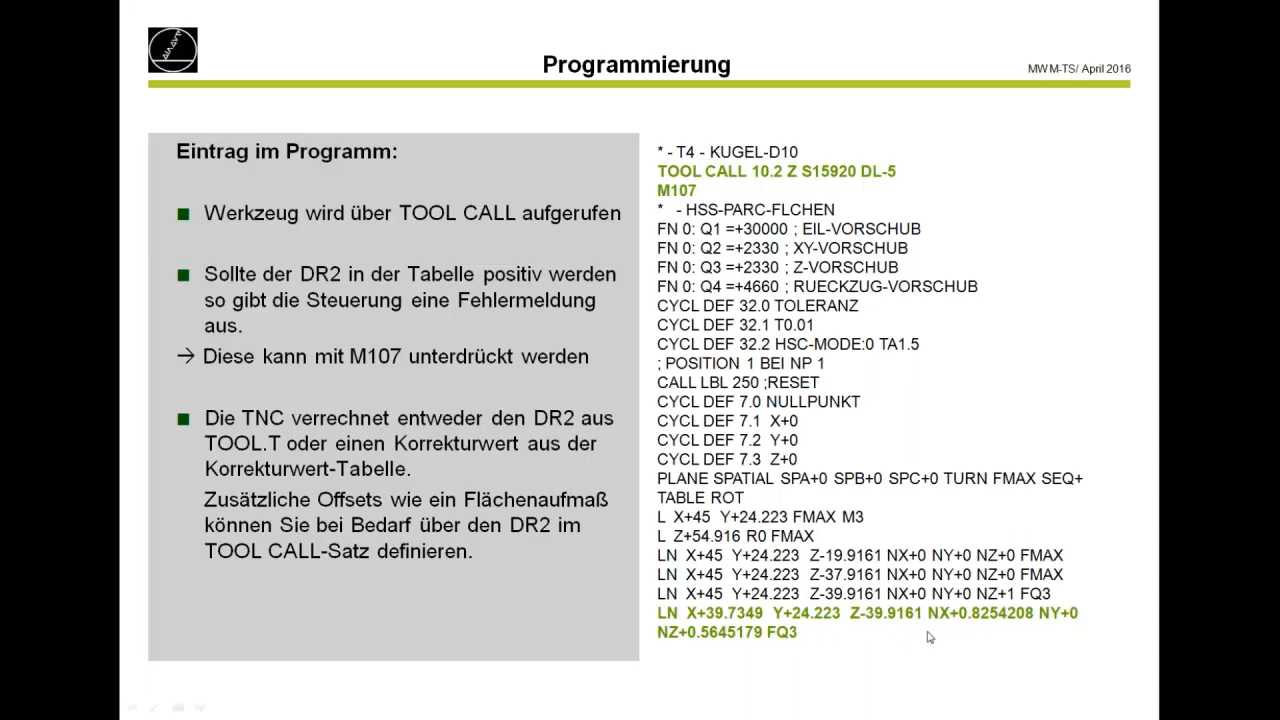 Programmierung
MW M-TS/ April 2016
Eintrag im Programm:
Werkzeug wird über TOOL CALL aufgerufen
Sollte der DR2 in der Tabelle positiv werden
so gibt die Steuerung eine Fehlermeldung
aus.
→ Diese kann mit M107 unterdrückt werden
Die TNC verrechnet entweder den DR2 aus
TOOL.T oder einen Korrekturwert aus der
Korrekturwert-Tabelle.
Zusätzliche Offsets wie ein Flächenaufmaß
können Sie bei Bedarf über den DR2 im
TOOL CALL-Satz definieren.
* - T4 - KUGEL-D10
TOOL CALL 10.2 Z S15920 DL-5
M107
* - HSS-PARC-FLCHEN
FN 0: Q1 =+30000 ; EIL-VORSCHUB
FN 0: Q2 =+2330 ; XY-VORSCHUB
FN 0: Q3 =+2330 ; Z-VORSCHUB
FN 0: Q4 =+4660 ; RUECKZUG-VORSCHUB
CYCL DEF 32.0 TOLERANZ
CYCL DEF 32.1 T0.01
CYCL DEF 32.2 HSC-MODE:0 TA1.5
; POSITION 1 BEI NP 1
CALL LBL 250 ;RESET
CYCL DEF 7.0 NULLPUNKT
CYCL DEF 7.1 X+0
CYCL DEF 7.2 Y+0
CYCL DEF 7.3 Z+0
PLANE SPATIAL SPA+0 SPB+0 SPC+0 TURN FMAX SEQ+
TABLE ROT
L X+45 Y+24.223 FMAX M3
L Z+54.916 R0 FMAX
LN X+45 Y+24.223 Z-19.9161 NX+0 NY+0 NZ+0 FMAX
LN X+45 Y+24.223 Z-37.9161 NX+0 NY+0 NZ+0 FMAX
LN X+45 Y+24.223 Z-39.9161 NX+0 NY+0 NZ+1 FQ3
LN X+39.7349 Y+24.223 Z-39.9161 NX+0.8254208 NY+0
NZ+0.5645179 FQ3